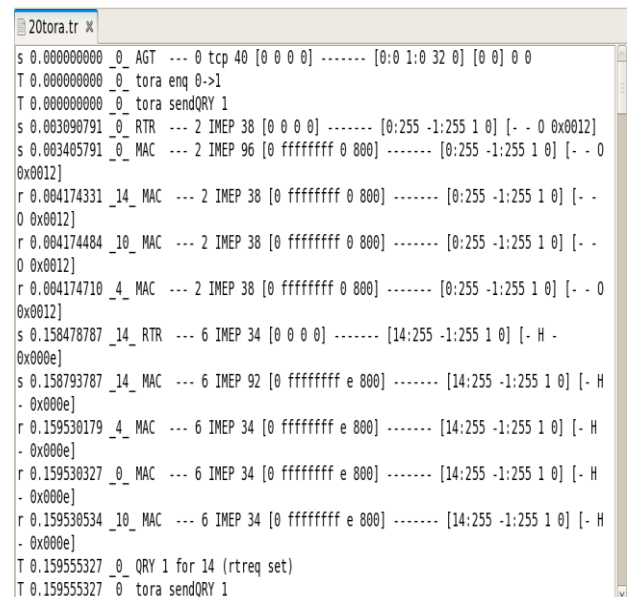 20tora.tr ✖
s 0.000000000 _0_ AGT  --- 0 tcp 40 [0 0 0 0] ------- [0:0 1:0 32 0] [0 0] 0 0
T 0.000000000 _0_ tora enq 0->1
T 0.000000000 _0_ tora sendQRY 1
s 0.003090791 _0_ RTR  --- 2 IMEP 38 [0 0 0 0] ------- [0:255 -1:255 1 0] [- - O 0x0012]
s 0.003405791 _0_ MAC  --- 2 IMEP 96 [0 ffffffff 0 800] ------- [0:255 -1:255 1 0] [- - O
0x0012]
r 0.004174331 _14_ MAC  --- 2 IMEP 38 [0 ffffffff 0 800] ------- [0:255 -1:255 1 0] [- -
O 0x0012]
r 0.004174484 _10_ MAC  --- 2 IMEP 38 [0 ffffffff 0 800] ------- [0:255 -1:255 1 0] [- -
O 0x0012]
r 0.004174710 _4_ MAC  --- 2 IMEP 38 [0 ffffffff 0 800] ------- [0:255 -1:255 1 0] [- - O
0x0012]
s 0.158478787 _14_ RTR  --- 6 IMEP 34 [0 0 0 0] ------- [14:255 -1:255 1 0] [- H -
0x000e]
s 0.158793787 _14_ MAC  --- 6 IMEP 92 [0 ffffffff e 800] ------- [14:255 -1:255 1 0] [- H
- 0x000e]
r 0.159530179 _4_ MAC  --- 6 IMEP 34 [0 ffffffff e 800] ------- [14:255 -1:255 1 0] [- H
- 0x000e]
r 0.159530327 _0_ MAC  --- 6 IMEP 34 [0 ffffffff e 800] ------- [14:255 -1:255 1 0] [- H
- 0x000e]
r 0.159530534 _10_ MAC  --- 6 IMEP 34 [0 ffffffff e 800] ------- [14:255 -1:255 1 0] [- H
- 0x000e]
T 0.159555327 _0_ QRY 1 for 14 (rtreq set)
T 0.159555327 _0_ tora sendQRY 1